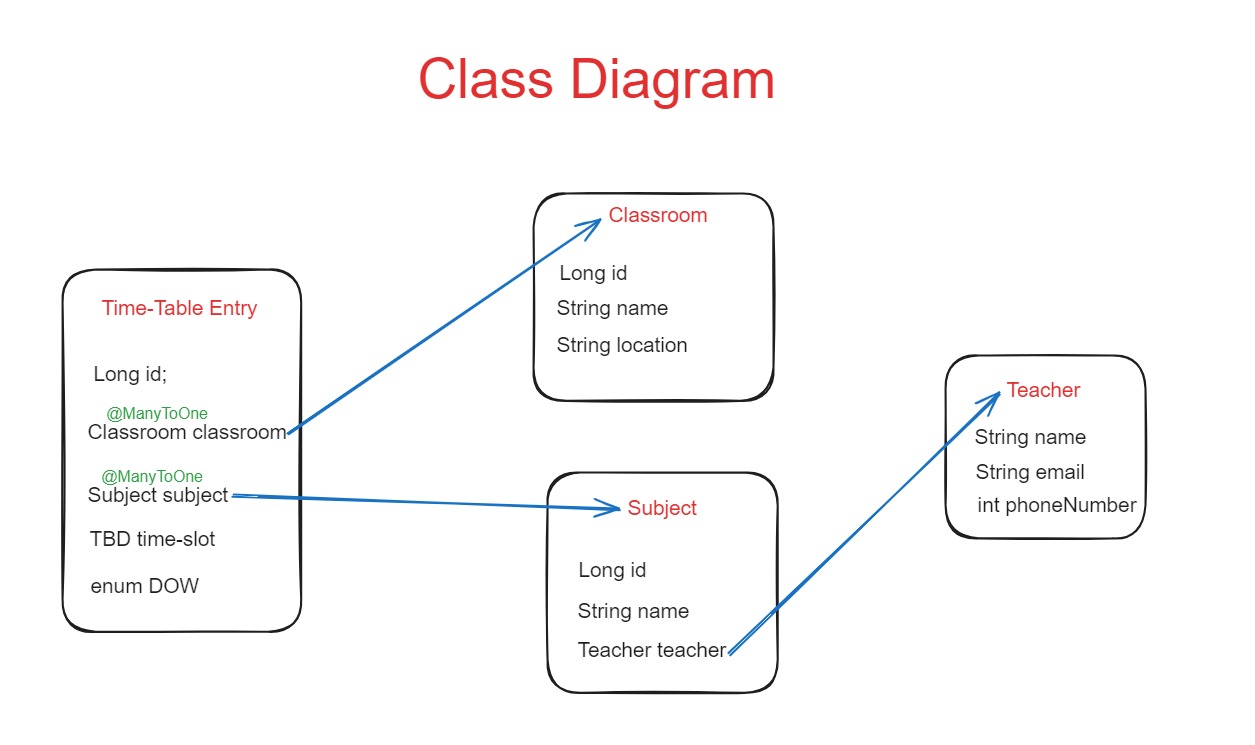 Class Diagram
Time-Table Entry
Long id;
@ManyToOne
Classroom classroom
@ManyToOne
Subject subject
TBD time-slot
enum DOW
Classroom
Long id
String name
String location
Subject
Long id
String name
Teacher teacher
Teacher
String name
String email
int phoneNumber